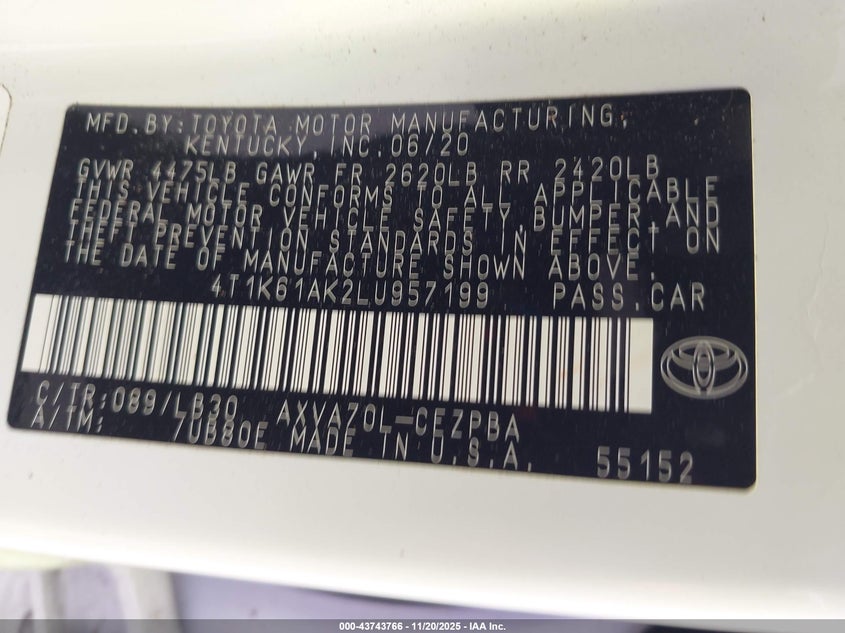 MFD.BY:TOYOTA MOTOR MANUFACTURING,
KENTUCKY, INC.06/20
GVWR 4475LB GAWR FR 2620LB RR 2420LB
THIS VEHICLE CONFORMS TO ALL APPLICABLE
FEDERAL MOTOR VEHICLE SAFETY,BUMPER,AND
THEFT PREVENTION STANDARDS IN EFFECT ON
THE DATE OF MANUFACTURE SHOWN ABOVE.
4T1K61AK2LU957199 PASS.CAR
C/TR:089/LB30 AXVA70L-CEZPBA
A/TM: 7UB80E MADE IN U.S.A. 55152
000-43743766 - 11/20/2025 - IAA Inc.